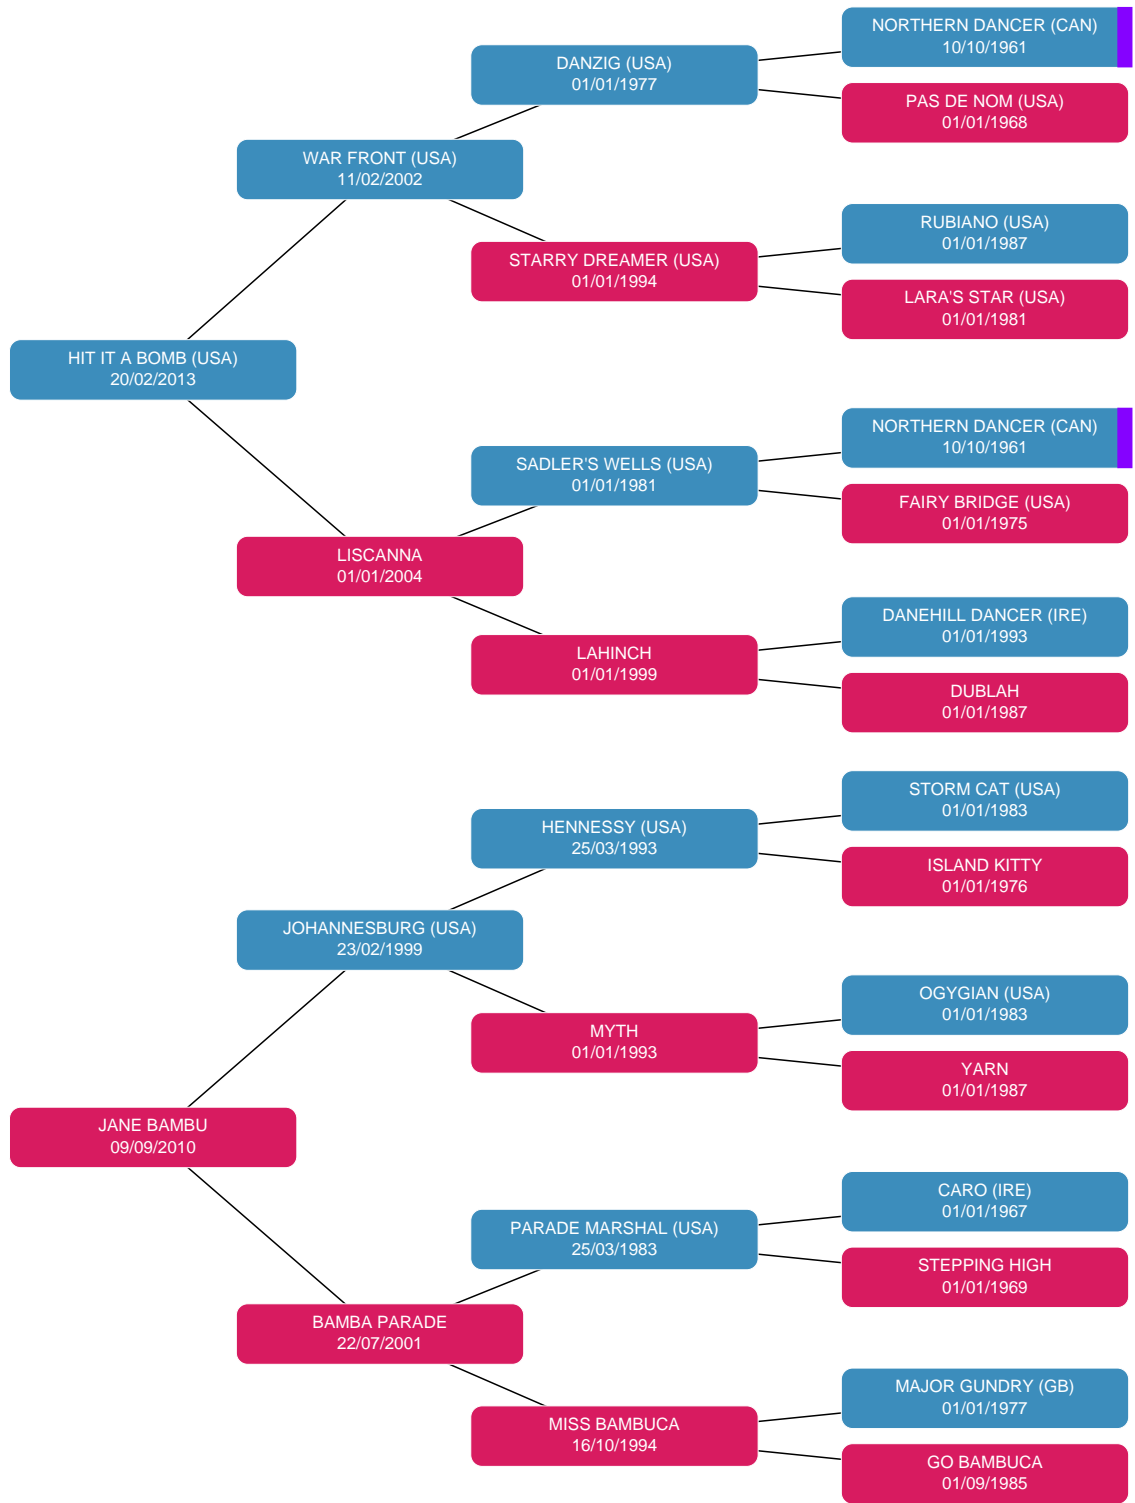 NORTHERN DANCER (CAN)
10/10/1961
DANZIG (USA)
01/01/1977
PAS DE NOM (USA)
01/01/1968
WAR FRONT (USA)
11/02/2002
RUBIANO (USA)
01/01/1987
STARRY DREAMER (USA)
01/01/1994
LARA'S STAR (USA)
01/01/1981
HIT IT A BOMB (USA)
20/02/2013
NORTHERN DANCER (CAN)
10/10/1961
SADLER'S WELLS (USA)
01/01/1981
FAIRY BRIDGE (USA)
01/01/1975
LISCANNA
01/01/2004
DANEHILL DANCER (IRE)
01/01/1993
LAHINCH
01/01/1999
DUBLAH
01/01/1987
STORM CAT (USA)
01/01/1983
HENNESSY (USA)
25/03/1993
ISLAND KITTY
01/01/1976
JOHANNESBURG (USA)
23/02/1999
OGYGIAN (USA)
01/01/1983
MYTH
01/01/1993
YARN
01/01/1987
JANE BAMBU
09/09/2010
CARO (IRE)
01/01/1967
PARADE MARSHAL (USA)
25/03/1983
STEPPING HIGH
01/01/1969
BAMBA PARADE
22/07/2001
MAJOR GUNDRY (GB)
01/01/1977
MISS BAMBUCA
16/10/1994
GO BAMBUCA
01/09/1985